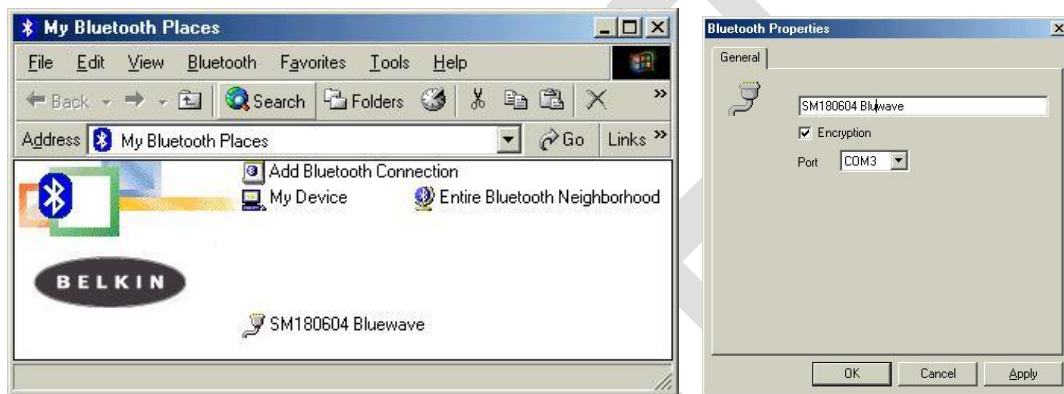 My Bluetooth Places
File Edit View Bluetooth Favorites Tools Help
Back Search Folders »
Address My Bluetooth Places Go Links »
Add Bluetooth Connection
My Device Entire Bluetooth Neighborhood
BELKIN
SM180604 Bluewave
Bluetooth Properties
General
SM180604 Bluwave
Encryption
Port COM3
OK Cancel Apply